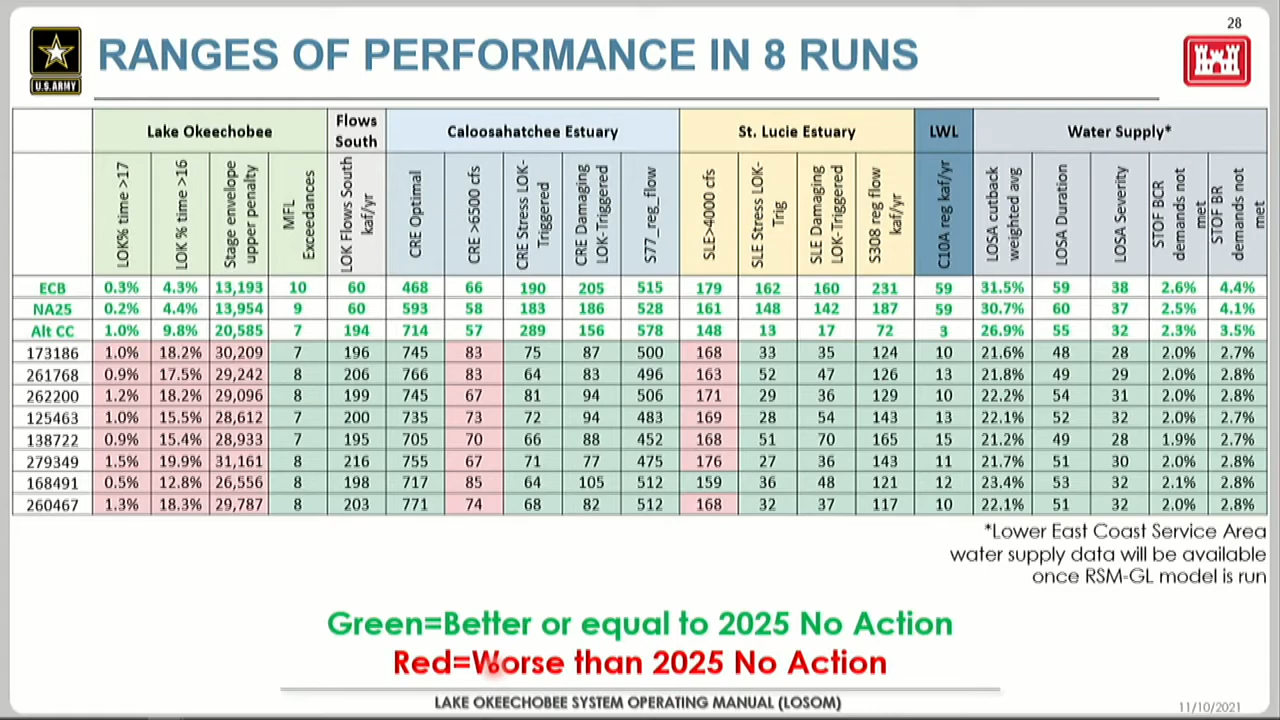 28
RANGES OF PERFORMANCE IN 8 RUNS
U.S.ARMY
Lake Okeechobee
Flows South
Caloosahatchee Estuary
St. Lucie Estuary
LWL
Water Supply*
LOK% time >17
LOK % time >16
Stage envelope upper penalty
MFL Exceedances
LOK Flows South kaf/yr
CRE Optimal
CRE >6500 cfs
CRE Stress LOK-Triggered
CRE Damaging LOK-Triggered
S77_reg_flow
SLE>4000 cfs
SLE Stress LOK-Trig
SLE Damaging LOK-Triggered
S308 reg flow kaf/yr
C10A reg kaf/yr
LOSA cutback weighted avg
LOSA Duration
LOSA Severity
STOF BCR demands not met
STOF BR demands not met
ECB 0.3% 4.3% 13,193 10 60 468 66 190 205 515 179 162 160 231 59 31.5% 59 38 2.6% 4.4%
NA25 0.2% 4.4% 13,954 9 60 593 58 183 186 528 161 148 142 187 59 30.7% 60 37 2.5% 4.1%
Alt CC 1.0% 9.8% 20,585 7 194 714 57 289 156 578 148 13 17 72 3 26.9% 55 32 2.3% 3.5%
173186 1.0% 18.2% 30,209 7 196 745 83 75 87 500 168 33 35 124 10 21.6% 48 28 2.0% 2.7%
261768 0.9% 17.5% 29,242 8 206 766 83 64 83 496 163 52 47 126 13 21.8% 49 29 2.0% 2.8%
262200 1.2% 18.2% 29,096 8 199 745 67 81 94 506 171 29 36 129 10 22.2% 54 31 2.0% 2.8%
125463 1.0% 15.5% 28,612 7 200 735 73 72 94 483 169 28 54 143 13 22.1% 52 32 2.0% 2.7%
138722 0.9% 15.4% 28,933 7 195 705 70 66 88 452 168 51 70 165 15 21.2% 49 28 1.9% 2.7%
279349 1.5% 19.9% 31,161 8 216 755 67 71 77 475 176 27 36 143 11 21.7% 51 30 2.0% 2.8%
168491 0.5% 12.8% 26,556 8 198 717 85 64 105 512 159 36 48 121 12 23.4% 53 32 2.1% 2.8%
260467 1.3% 18.3% 29,787 8 203 771 74 68 82 512 168 32 37 117 10 22.1% 51 32 2.0% 2.8%
*Lower East Coast Service Area
water supply data will be available
once RSM-GL model is run
Green=Better or equal to 2025 No Action
Red=Worse than 2025 No Action
LAKE OKEECHOBEE SYSTEM OPERATING MANUAL (LOSOM)
11/10/2021